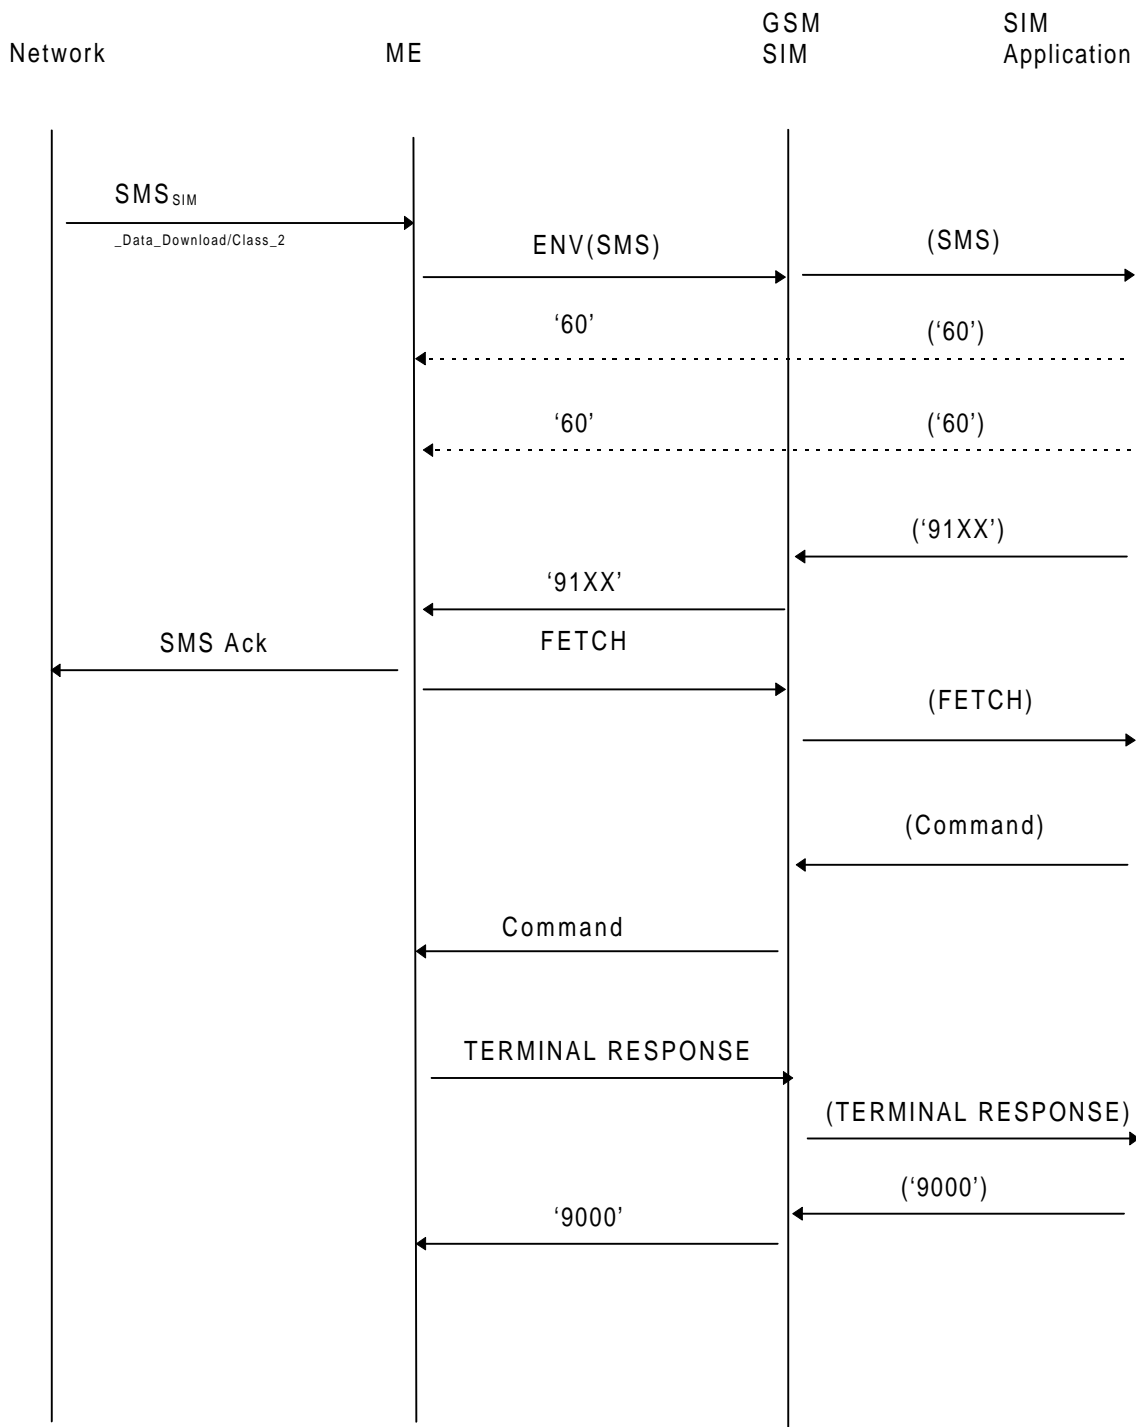 Network
ME
GSM
SIM
SIM
Application
SMS SIM
_Data_Download/Class_2
ENV(SMS)
(SMS)
‘60’
(‘60’)
‘60’
(‘60’)
(‘91XX’)
‘91XX’
SMS Ack
FETCH
(FETCH)
(Command)
Command
TERMINAL RESPONSE
(TERMINAL RESPONSE)
(‘9000’)
‘9000’